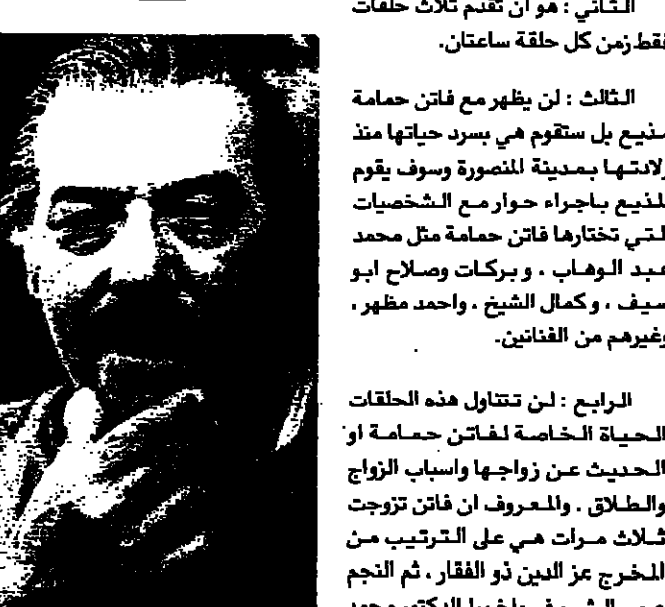 الثاني : هو ان تقدم ثلاث حلقات
فقط زمن كل حلقة ساعتان.
الثالث : لن يظهر مع فاتن حمامة
مذيع بل ستقوم هي بسرد حياتها منذ
ولادتها بمدينة المنصورة وسوف يقوم
المذيع باجراء حوار مع الشخصيات
التي تختارها فاتن حمامة مثل محمد
عبد الوهاب ، وبركات وصلاح ابو
سيف ، وكمال الشيخ ، واحمد مظهر ،
وغيرهم من الفنانين.
الرابع : لن تتناول هذه الحلقات
الحياة الخاصة لفاتن حمامة او
الحديث عن زواجها واسباب الزواج
والطلاق . والمعروف ان فاتن تزوجت
ثلاث مرات هي على الترتيب من
المخرج عز الدين ذو الفقار ، ثم النجم